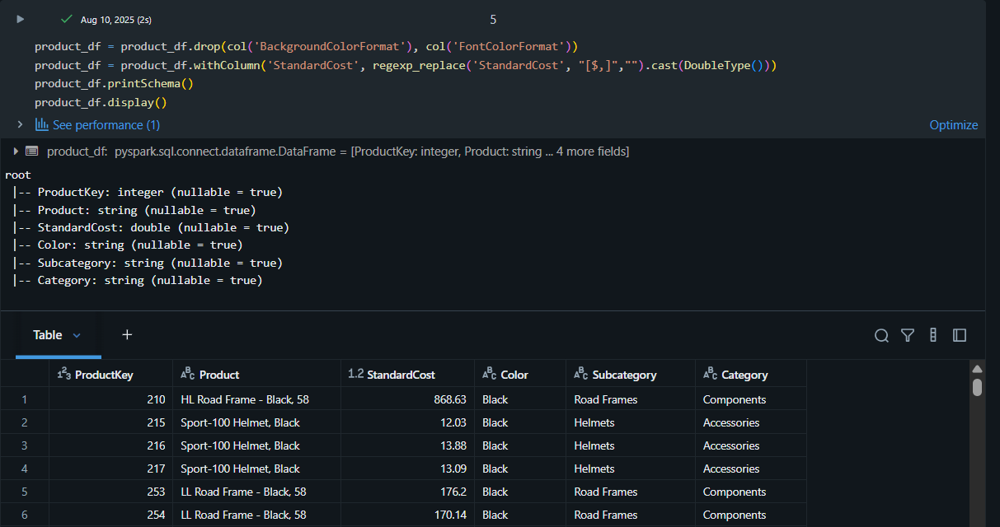 Aug 10, 2025 (2s)
5
product_df = product_df.drop(col('BackgroundColorFormat'), col('FontColorFormat'))
product_df = product_df.withColumn('StandardCost', regexp_replace('StandardCost', "[$,]","").cast(DoubleType()))
product_df.printSchema()
product_df.display()
See performance (1)
Optimize
product_df: pyspark.sql.connect.dataframe.DataFrame = [ProductKey: integer, Product: string ... 4 more fields]
root
|-- ProductKey: integer (nullable = true)
|-- Product: string (nullable = true)
|-- StandardCost: double (nullable = true)
|-- Color: string (nullable = true)
|-- Subcategory: string (nullable = true)
|-- Category: string (nullable = true)
Table +
123 ProductKey ABC Product 1.2 StandardCost ABC Color ABC Subcategory ABC Category
1 210 HL Road Frame - Black, 58 868.63 Black Road Frames Components
2 215 Sport-100 Helmet, Black 12.03 Black Helmets Accessories
3 216 Sport-100 Helmet, Black 13.88 Black Helmets Accessories
4 217 Sport-100 Helmet, Black 13.09 Black Helmets Accessories
5 253 LL Road Frame - Black, 58 176.2 Black Road Frames Components
6 254 LL Road Frame - Black, 58 170.14 Black Road Frames Components